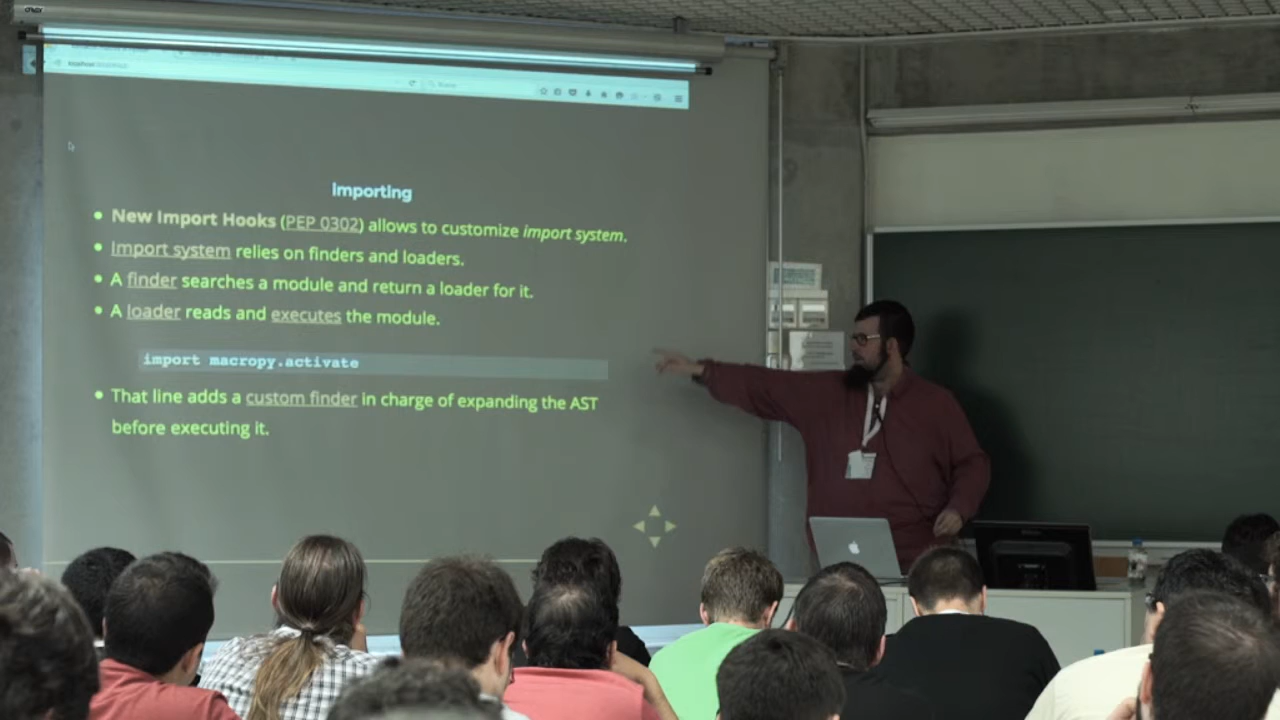 Importing
• New Import Hooks (PEP 0302) allows to customize import system.
• Import system relies on finders and loaders.
• A finder searches a module and return a loader for it.
• A loader reads and executes the module.
import macropy.activate
• That line adds a custom finder in charge of expanding the AST
before executing it.